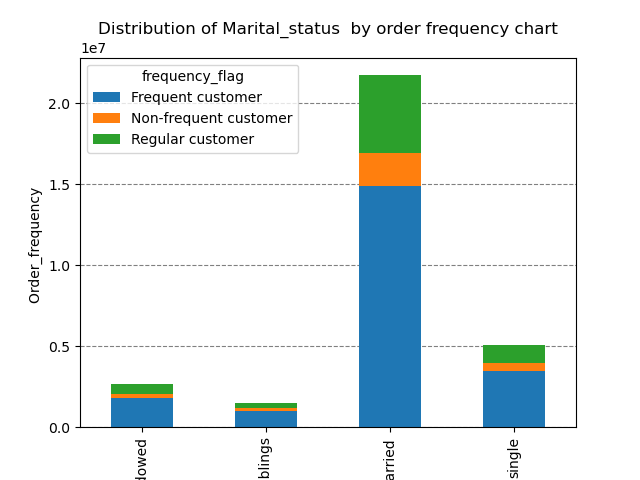 Distribution of Marital_status  by order frequency chart
1e7
frequency_flag
Frequent customer
Non-frequent customer
Regular customer
2.0
1.5
1.0
0.5
0.0
Order_frequency
dowed
blings
arried
single